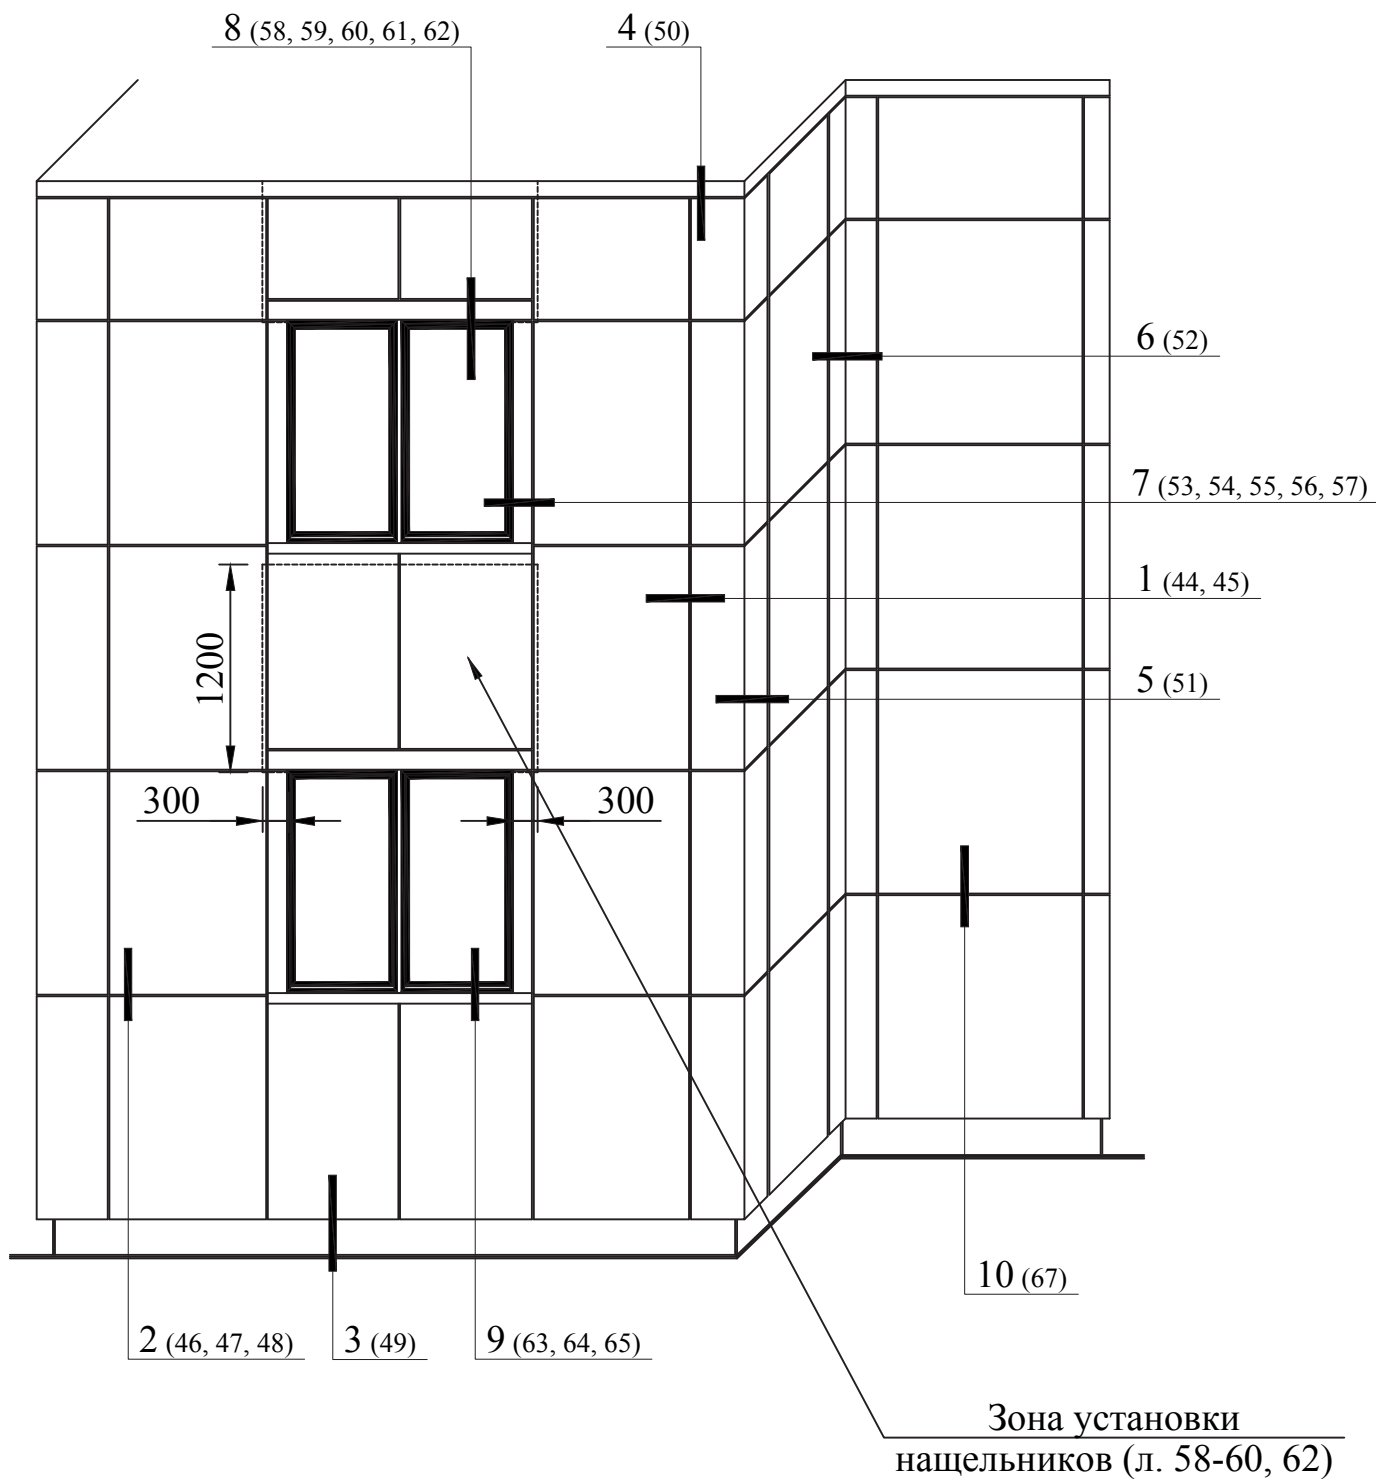 8 (58, 59, 60, 61, 62)
4 (50)
6 (52)
7 (53, 54, 55, 56, 57)
1 (44, 45)
1200
5 (51)
300
300
10 (67)
2 (46, 47, 48)
3 (49)
9 (63, 64, 65)
Зона установки
нащельников (л. 58-60, 62)